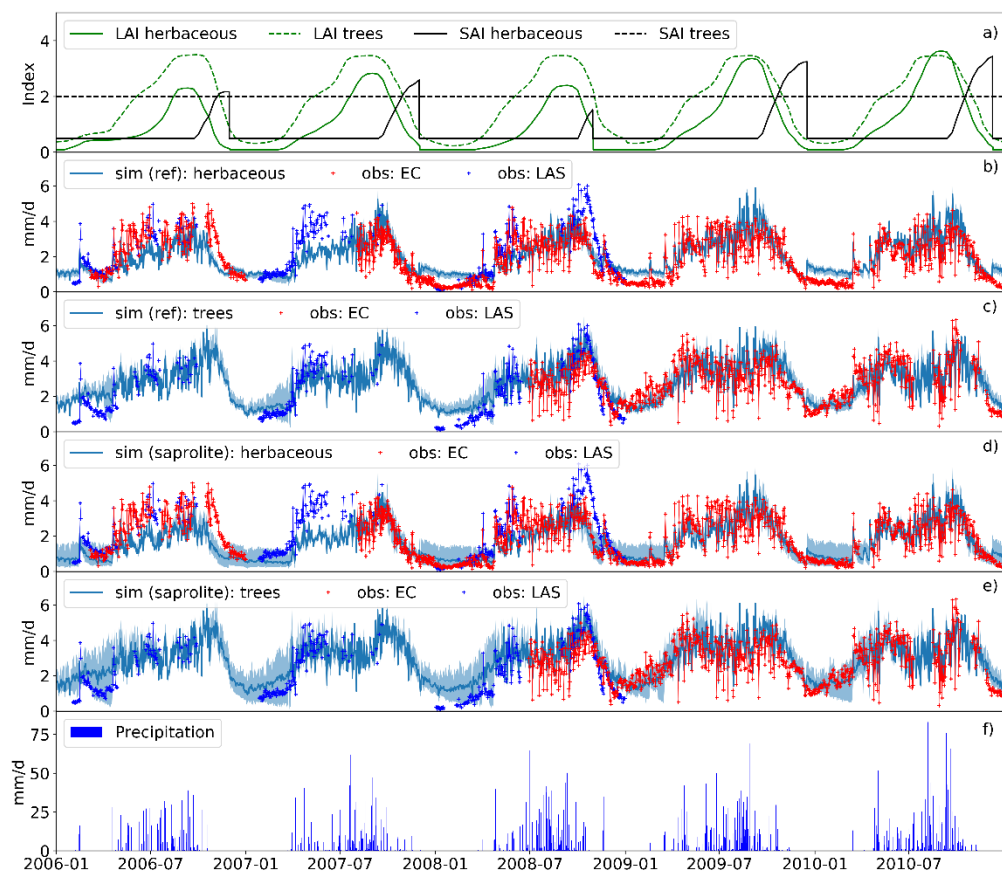 LAI herbaceous LAI trees SAI herbaceous SAI trees a)
4
2
0
Index
sim (ref): herbaceous obs: EC obs: LAS b)
6
4
2
0
mm/d
sim (ref): trees obs: EC obs: LAS c)
6
4
2
0
mm/d
sim (saprolite): herbaceous obs: EC obs: LAS d)
6
4
2
0
mm/d
sim (saprolite): trees obs: EC obs: LAS e)
6
4
2
0
mm/d
Precipitation f)
75
50
25
0
mm/d
2006-01 2006-07 2007-01 2007-07 2008-01 2008-07 2009-01 2009-07 2010-01 2010-07